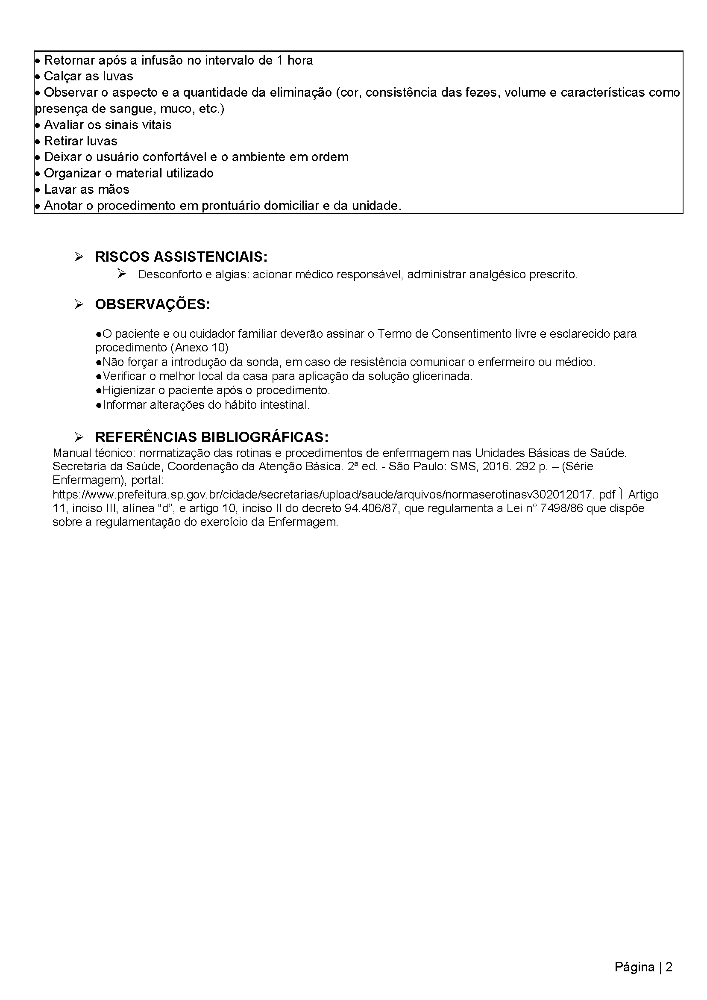 • Retornar após a infusão no intervalo de 1 hora
• Calçar as luvas
• Observar o aspecto e a quantidade da eliminação (cor, consistência das fezes, volume e características como
presença de sangue, muco, etc.)
• Avaliar os sinais vitais
• Retirar luvas
• Deixar o usuário confortável e o ambiente em ordem
• Organizar o material utilizado
• Lavar as mãos
• Anotar o procedimento em prontuário domiciliar e da unidade.
➢ RISCOS ASSISTENCIAIS:
➢ Desconforto e algias: acionar médico responsável, administrar analgésico prescrito.
➢ OBSERVAÇÕES:
●O paciente e ou cuidador familiar deverão assinar o Termo de Consentimento livre e esclarecido para
procedimento (Anexo 10)
●Não forçar a introdução da sonda, em caso de resistência comunicar o enfermeiro ou médico.
●Verificar o melhor local da casa para aplicação da solução glicerinada.
●Higienizar o paciente após o procedimento.
●Informar alterações do hábito intestinal.
➢ REFERÊNCIAS BIBLIOGRÁFICAS:
Manual técnico: normatização das rotinas e procedimentos de enfermagem nas Unidades Básicas de Saúde.
Secretaria da Saúde, Coordenação da Atenção Básica. 2ª ed. - São Paulo: SMS, 2016. 292 p. – (Série
Enfermagem), portal:
https://www.prefeitura.sp.gov.br/cidade/secretarias/upload/saude/arquivos/normaserotinasv302012017. pdf ⎫ Artigo
11, inciso III, alínea “d”, e artigo 10, inciso II do decreto 94.406/87, que regulamenta a Lei n° 7498/86 que dispõe
sobre a regulamentação do exercício da Enfermagem.
Página | 2